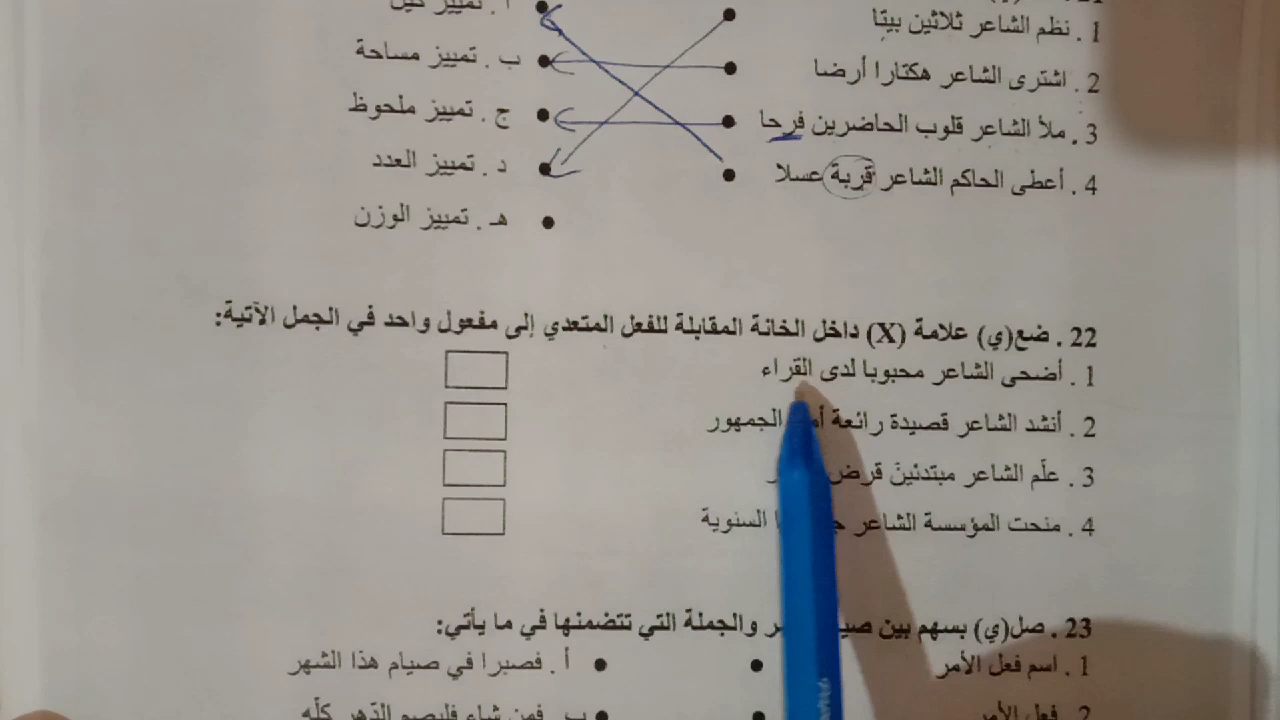 1 . نظم الشاعر ثلاثين بيتا
أ . تمييز كيل
2 . اشترى الشاعر هكتارا أرضا
ب . تمييز مساحة
3 . ملأ الشاعر قلوب الحاضرين فرحا
ج . تمييز ملحوظ
4 . أعطى الحاكم الشاعر قربة عسلا
د . تمييز العدد
هـ . تمييز الوزن
22 . ضع(ي) علامة (X) داخل الخانة المقابلة للفعل المتعدي إلى مفعول واحد في الجمل الآتية:
1 . أضحى الشاعر محبوبا لدى القراء
2 . أنشد الشاعر قصيدة رائعة الجمهور
3 . علّم الشاعر مبتدئينَ قرض
4 . منحت المؤسسة الشاعر السنوية
23 . صل(ي) بسهم بين والجملة التي تتضمنها في ما يأتي:
1 . اسم فعل الأمر
أ . فصبرا في صيام هذا الشهر
2 . فعل الأمر
ب . فمن شاء فليصم الدّهر كلّه